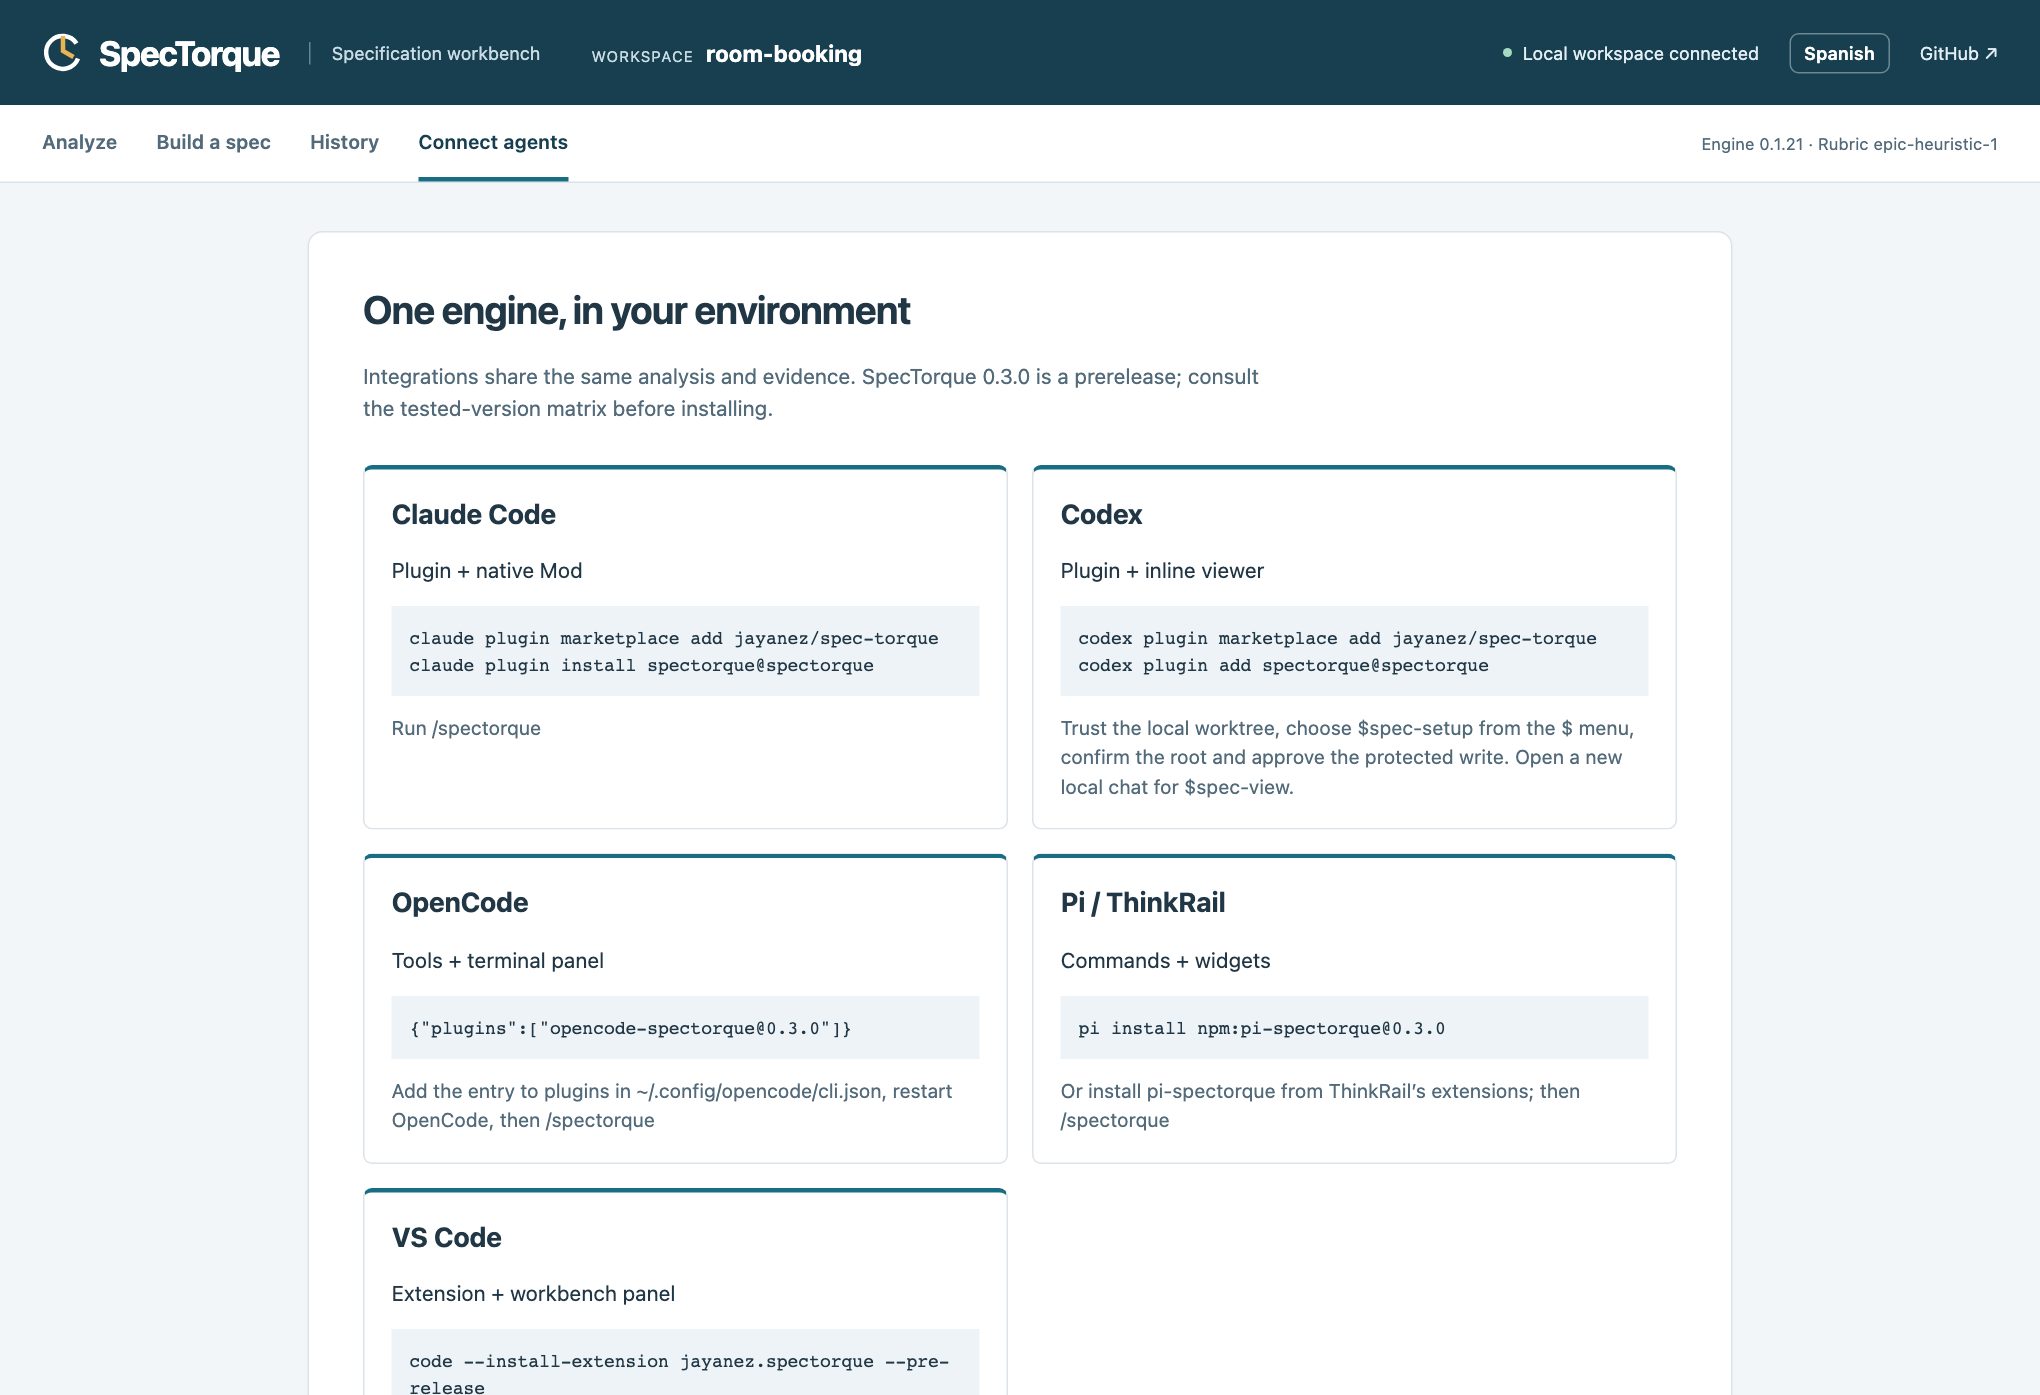 SpecTorque
Specification workbench
WORKSPACE room-booking
Local workspace connected
Spanish
GitHub ↗
Analyze
Build a spec
History
Connect agents
Engine 0.1.21 · Rubric epic-heuristic-1
One engine, in your environment
Integrations share the same analysis and evidence. SpecTorque 0.3.0 is a prerelease; consult
the tested-version matrix before installing.
Claude Code
Plugin + native Mod
claude plugin marketplace add jayanez/spec-torque
claude plugin install spectorque@spectorque
Run /spectorque
Codex
Plugin + inline viewer
codex plugin marketplace add jayanez/spec-torque
codex plugin add spectorque@spectorque
Trust the local worktree, choose $spec-setup from the $ menu,
confirm the root and approve the protected write. Open a new
local chat for $spec-view.
OpenCode
Tools + terminal panel
{"plugins":["opencode-spectorque@0.3.0"]}
Add the entry to plugins in ~/.config/opencode/cli.json, restart
OpenCode, then /spectorque
Pi / ThinkRail
Commands + widgets
pi install npm:pi-spectorque@0.3.0
Or install pi-spectorque from ThinkRail’s extensions; then
/spectorque
VS Code
Extension + workbench panel
code --install-extension jayanez.spectorque --pre-
release